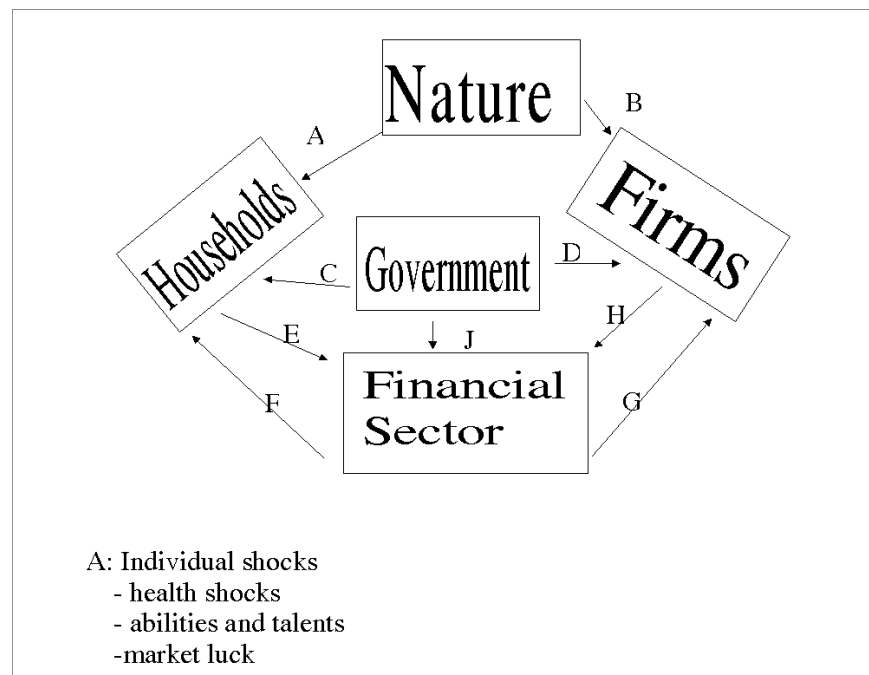 Nature
B
A
Firms
Households
Government
C
D
H
E
J
Financial
Sector
F
G
A: Individual shocks
- health shocks
- abilities and talents
-market luck